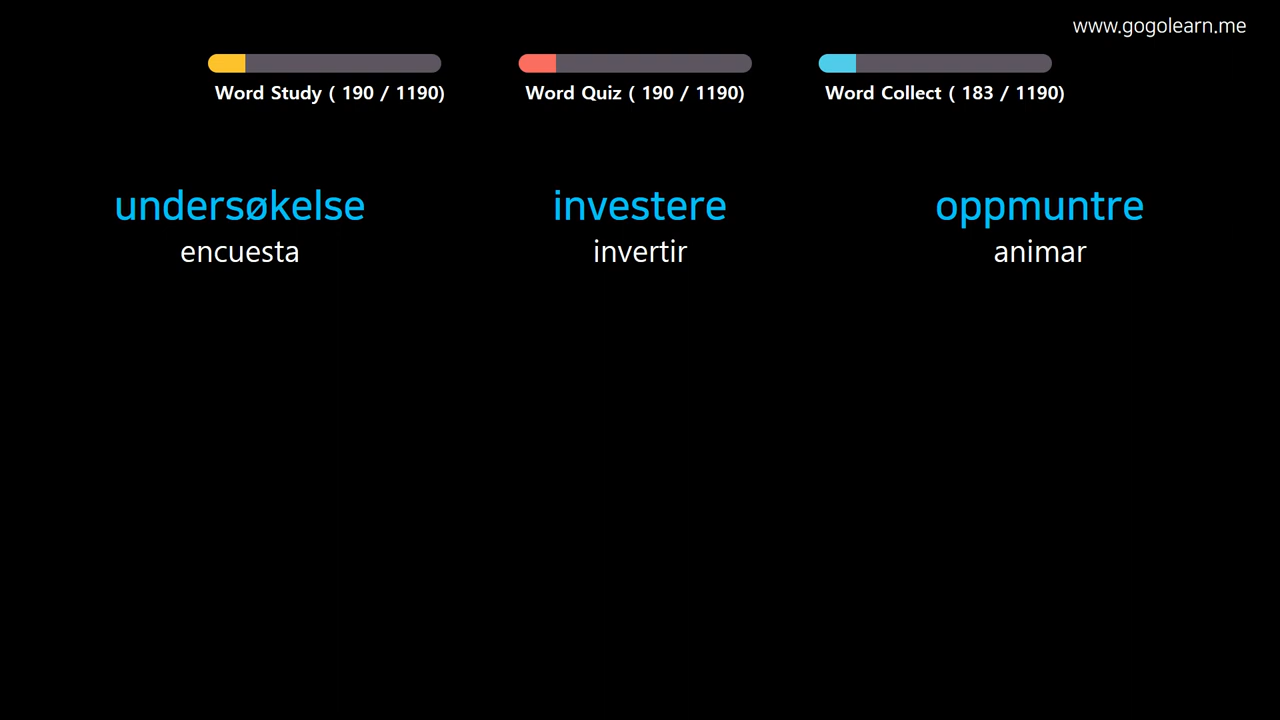 www.gogolearn.me
Word Study ( 190 / 1190)
Word Quiz ( 190 / 1190)
Word Collect ( 183 / 1190)
undersøkelse
encuesta
investere
invertir
oppmuntre
animar